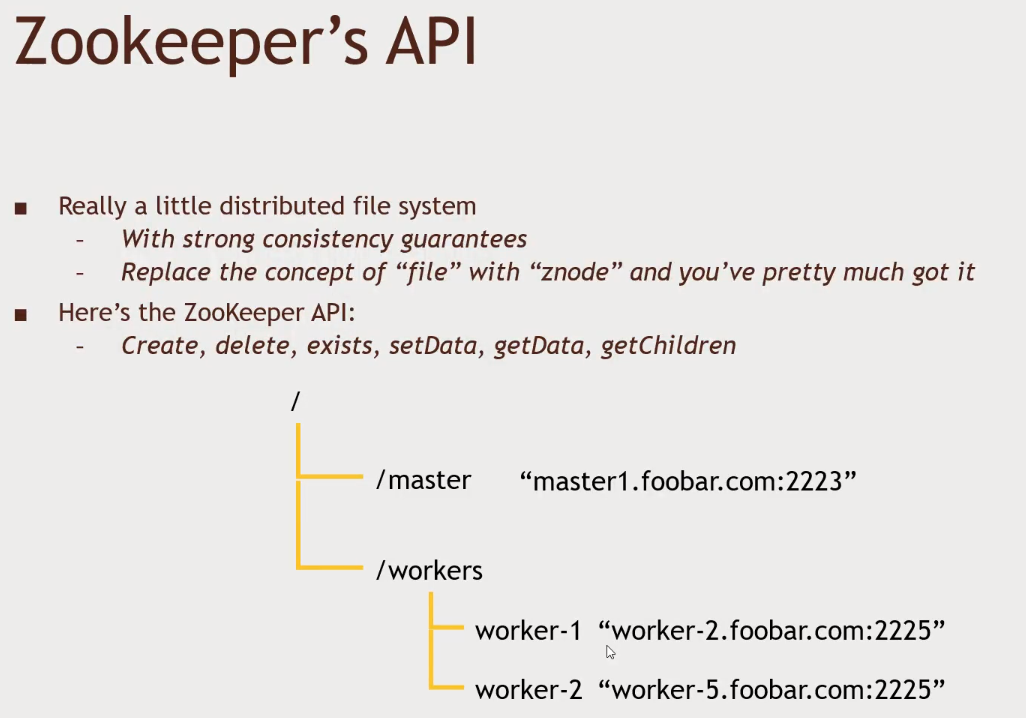 Zookeeper’s API
■ Really a little distributed file system
– With strong consistency guarantees
– Replace the concept of “file” with “znode” and you’ve pretty much got it
■ Here’s the ZooKeeper API:
– Create, delete, exists, setData, getData, getChildren
/
/master “master1.foobar.com:2223”
/workers
worker-1 “worker-2.foobar.com:2225”
worker-2 “worker-5.foobar.com:2225”